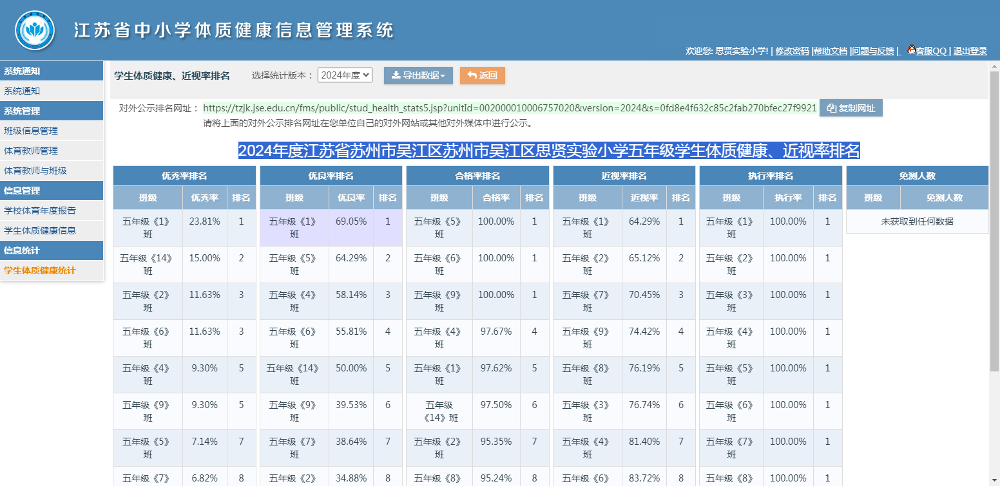 江苏省中小学体质健康信息管理系统
欢迎您: 思贤实验小学! | 修改密码 |帮助文档 |问题与反馈 | 客服QQ | 退出登录
系统通知
系统通知
系统管理
班级信息管理
体育教师管理
体育教师与班级
信息管理
学校体育年度报告
学生体质健康信息
信息统计
学生体质健康统计
学生体质健康、近视率排名 选择统计版本： 2024年度 导出数据 返回
对外公示排名网址： https://tzjk.jse.edu.cn/fms/public/stud_health_stats5.jsp?unitId=002000010006757020&version=2024&s=0fd8e4f632c85c2fab270bfec27f9921 复制网址
请将上面的对外公示排名网址在您单位自己的对外网站或其他对外媒体中进行公示。
2024年度江苏省苏州市吴江区苏州市吴江区思贤实验小学五年级学生体质健康、近视率排名
优秀率排名 优良率排名 合格率排名 近视率排名 执行率排名 免测人数
班级 优秀率 排名 班级 优良率 排名 班级 合格率 排名 班级 近视率 排名 班级 执行率 排名 班级 免测人数
五年级《1》班 23.81% 1 五年级《1》班 69.05% 1 五年级《5》班 100.00% 1 五年级《1》班 64.29% 1 五年级《1》班 100.00% 1 未获取到任何数据
五年级《14》班 15.00% 2 五年级《5》班 64.29% 2 五年级《6》班 100.00% 1 五年级《2》班 65.12% 2 五年级《2》班 100.00% 1
五年级《2》班 11.63% 3 五年级《4》班 58.14% 3 五年级《9》班 100.00% 1 五年级《7》班 70.45% 3 五年级《3》班 100.00% 1
五年级《6》班 11.63% 3 五年级《6》班 55.81% 4 五年级《4》班 97.67% 4 五年级《9》班 74.42% 4 五年级《4》班 100.00% 1
五年级《4》班 9.30% 5 五年级《14》班 50.00% 5 五年级《1》班 97.62% 5 五年级《8》班 76.19% 5 五年级《5》班 100.00% 1
五年级《9》班 9.30% 5 五年级《9》班 39.53% 6 五年级《14》班 97.50% 6 五年级《3》班 76.74% 6 五年级《6》班 100.00% 1
五年级《5》班 7.14% 7 五年级《7》班 38.64% 7 五年级《2》班 95.35% 7 五年级《4》班 81.40% 7 五年级《7》班 100.00% 1
五年级《7》 6.82% 8 五年级《2》 34.88% 8 五年级《8》 95.24% 8 五年级《6》 83.72% 8 五年级《8》 100.00% 1